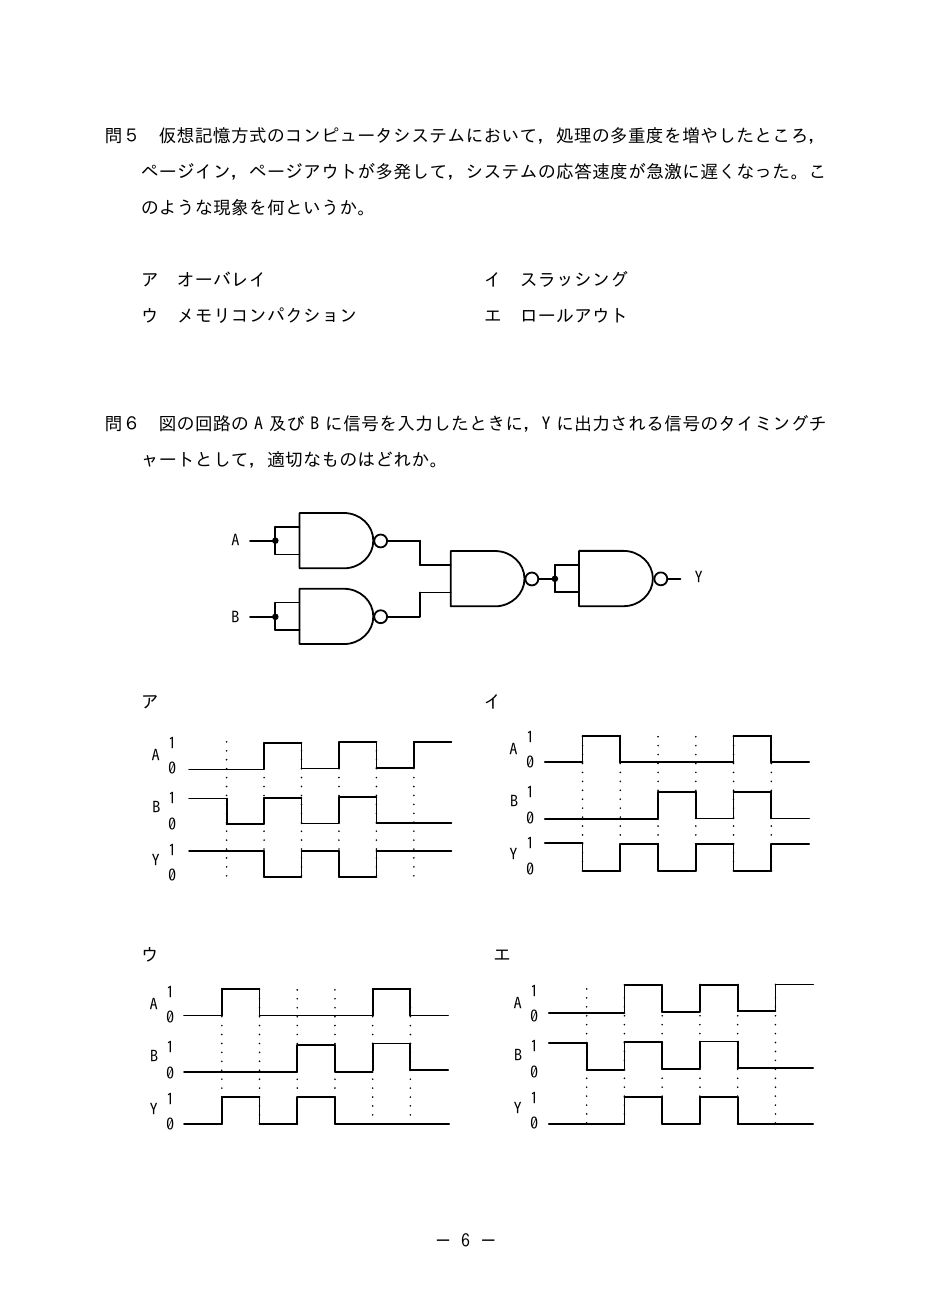 問５　仮想記憶方式のコンピュータシステムにおいて，処理の多重度を増やしたところ，
ページイン，ページアウトが多発して，システムの応答速度が急激に遅くなった。こ
のような現象を何というか。
ア　オーバレイ　イ　スラッシング
ウ　メモリコンパクション　エ　ロールアウト
問６　図の回路の A 及び B に信号を入力したときに，Y に出力される信号のタイミングチ
ャートとして，適切なものはどれか。
A
Y
B
ア
A 1
0
B 1
0
Y 1
0
イ
A 1
0
B 1
0
Y 1
0
ウ
A 1
0
B 1
0
Y 1
0
エ
A 1
0
B 1
0
Y 1
0
－ 6 －